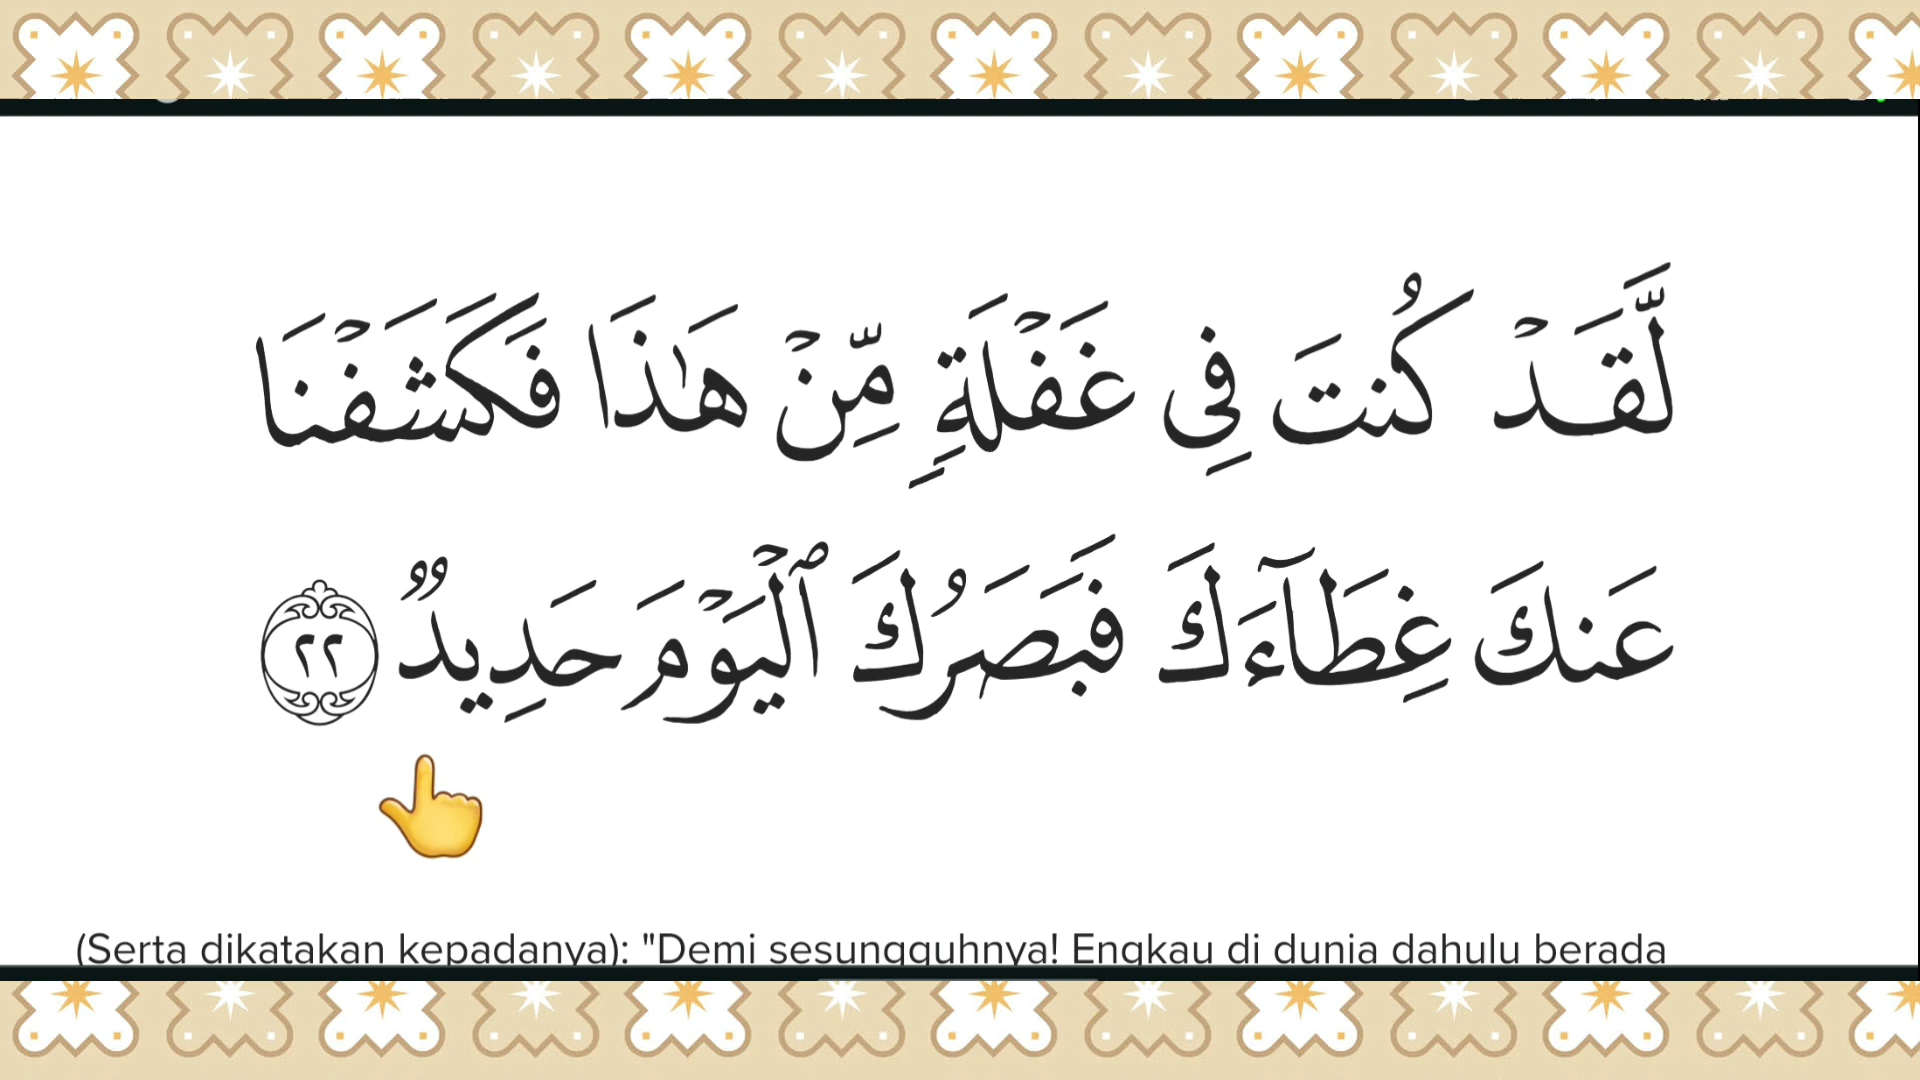 لَّقَدْ كُنتَ فِى غَفْلَةٍ مِّنْ هَٰذَا فَكَشَفْنَا
عَنكَ غِطَآءَكَ فَبَصَرُكَ ٱلْيَوْمَ حَدِيدٌ ٢٢
(Serta dikatakan kepadanya): "Demi sesungguhnya! Engkau di dunia dahulu berada